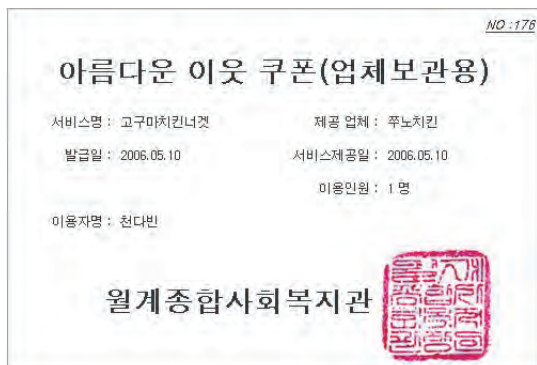 NO :176
아름다운 이웃 쿠폰(업체보관용)
서비스명 : 고구마치킨너겟 제공 업체 : 쭈노치킨
발급일 : 2006.05.10 서비스제공일 : 2006.05.10
이용인원 : 1 명
이용자명 : 천다빈
월계종합사회복지관